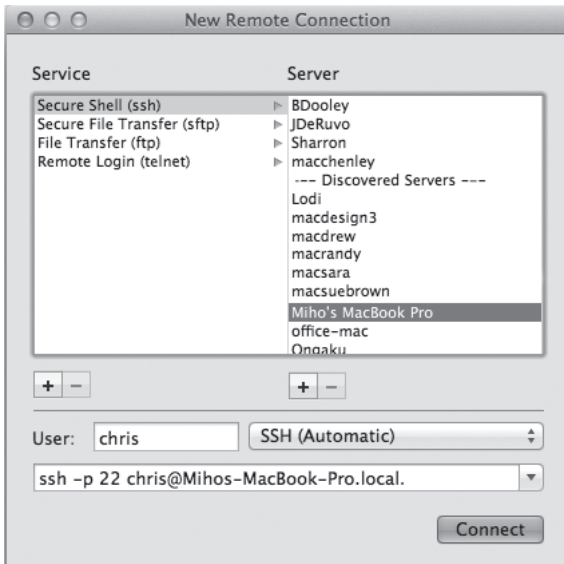 New Remote Connection
Service
Server
Secure Shell (ssh)
Secure File Transfer (sftp)
File Transfer (ftp)
Remote Login (telnet)
BDooley
JDeRuvo
Sharron
macchenley
--- Discovered Servers ---
Lodi
macdesign3
macdrew
macrandy
macsara
macsuebrown
Miho's MacBook Pro
office-mac
Ongaku
+ -
+ -
User: chris
SSH (Automatic)
ssh -p 22 chris@Mihos-MacBook-Pro.local.
Connect